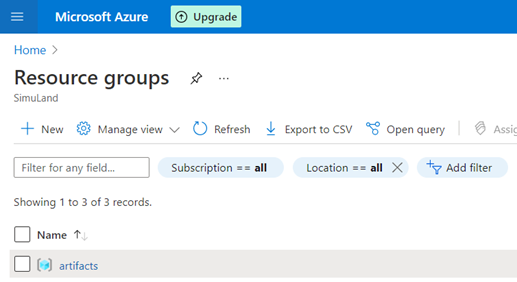 Microsoft Azure Upgrade
Home >
Resource groups ...
SimuLand
+ New Manage view Refresh Export to CSV Open query
Filter for any field... Subscription == all Location == all Add filter
Showing 1 to 3 of 3 records.
Name ↑↓
artifacts